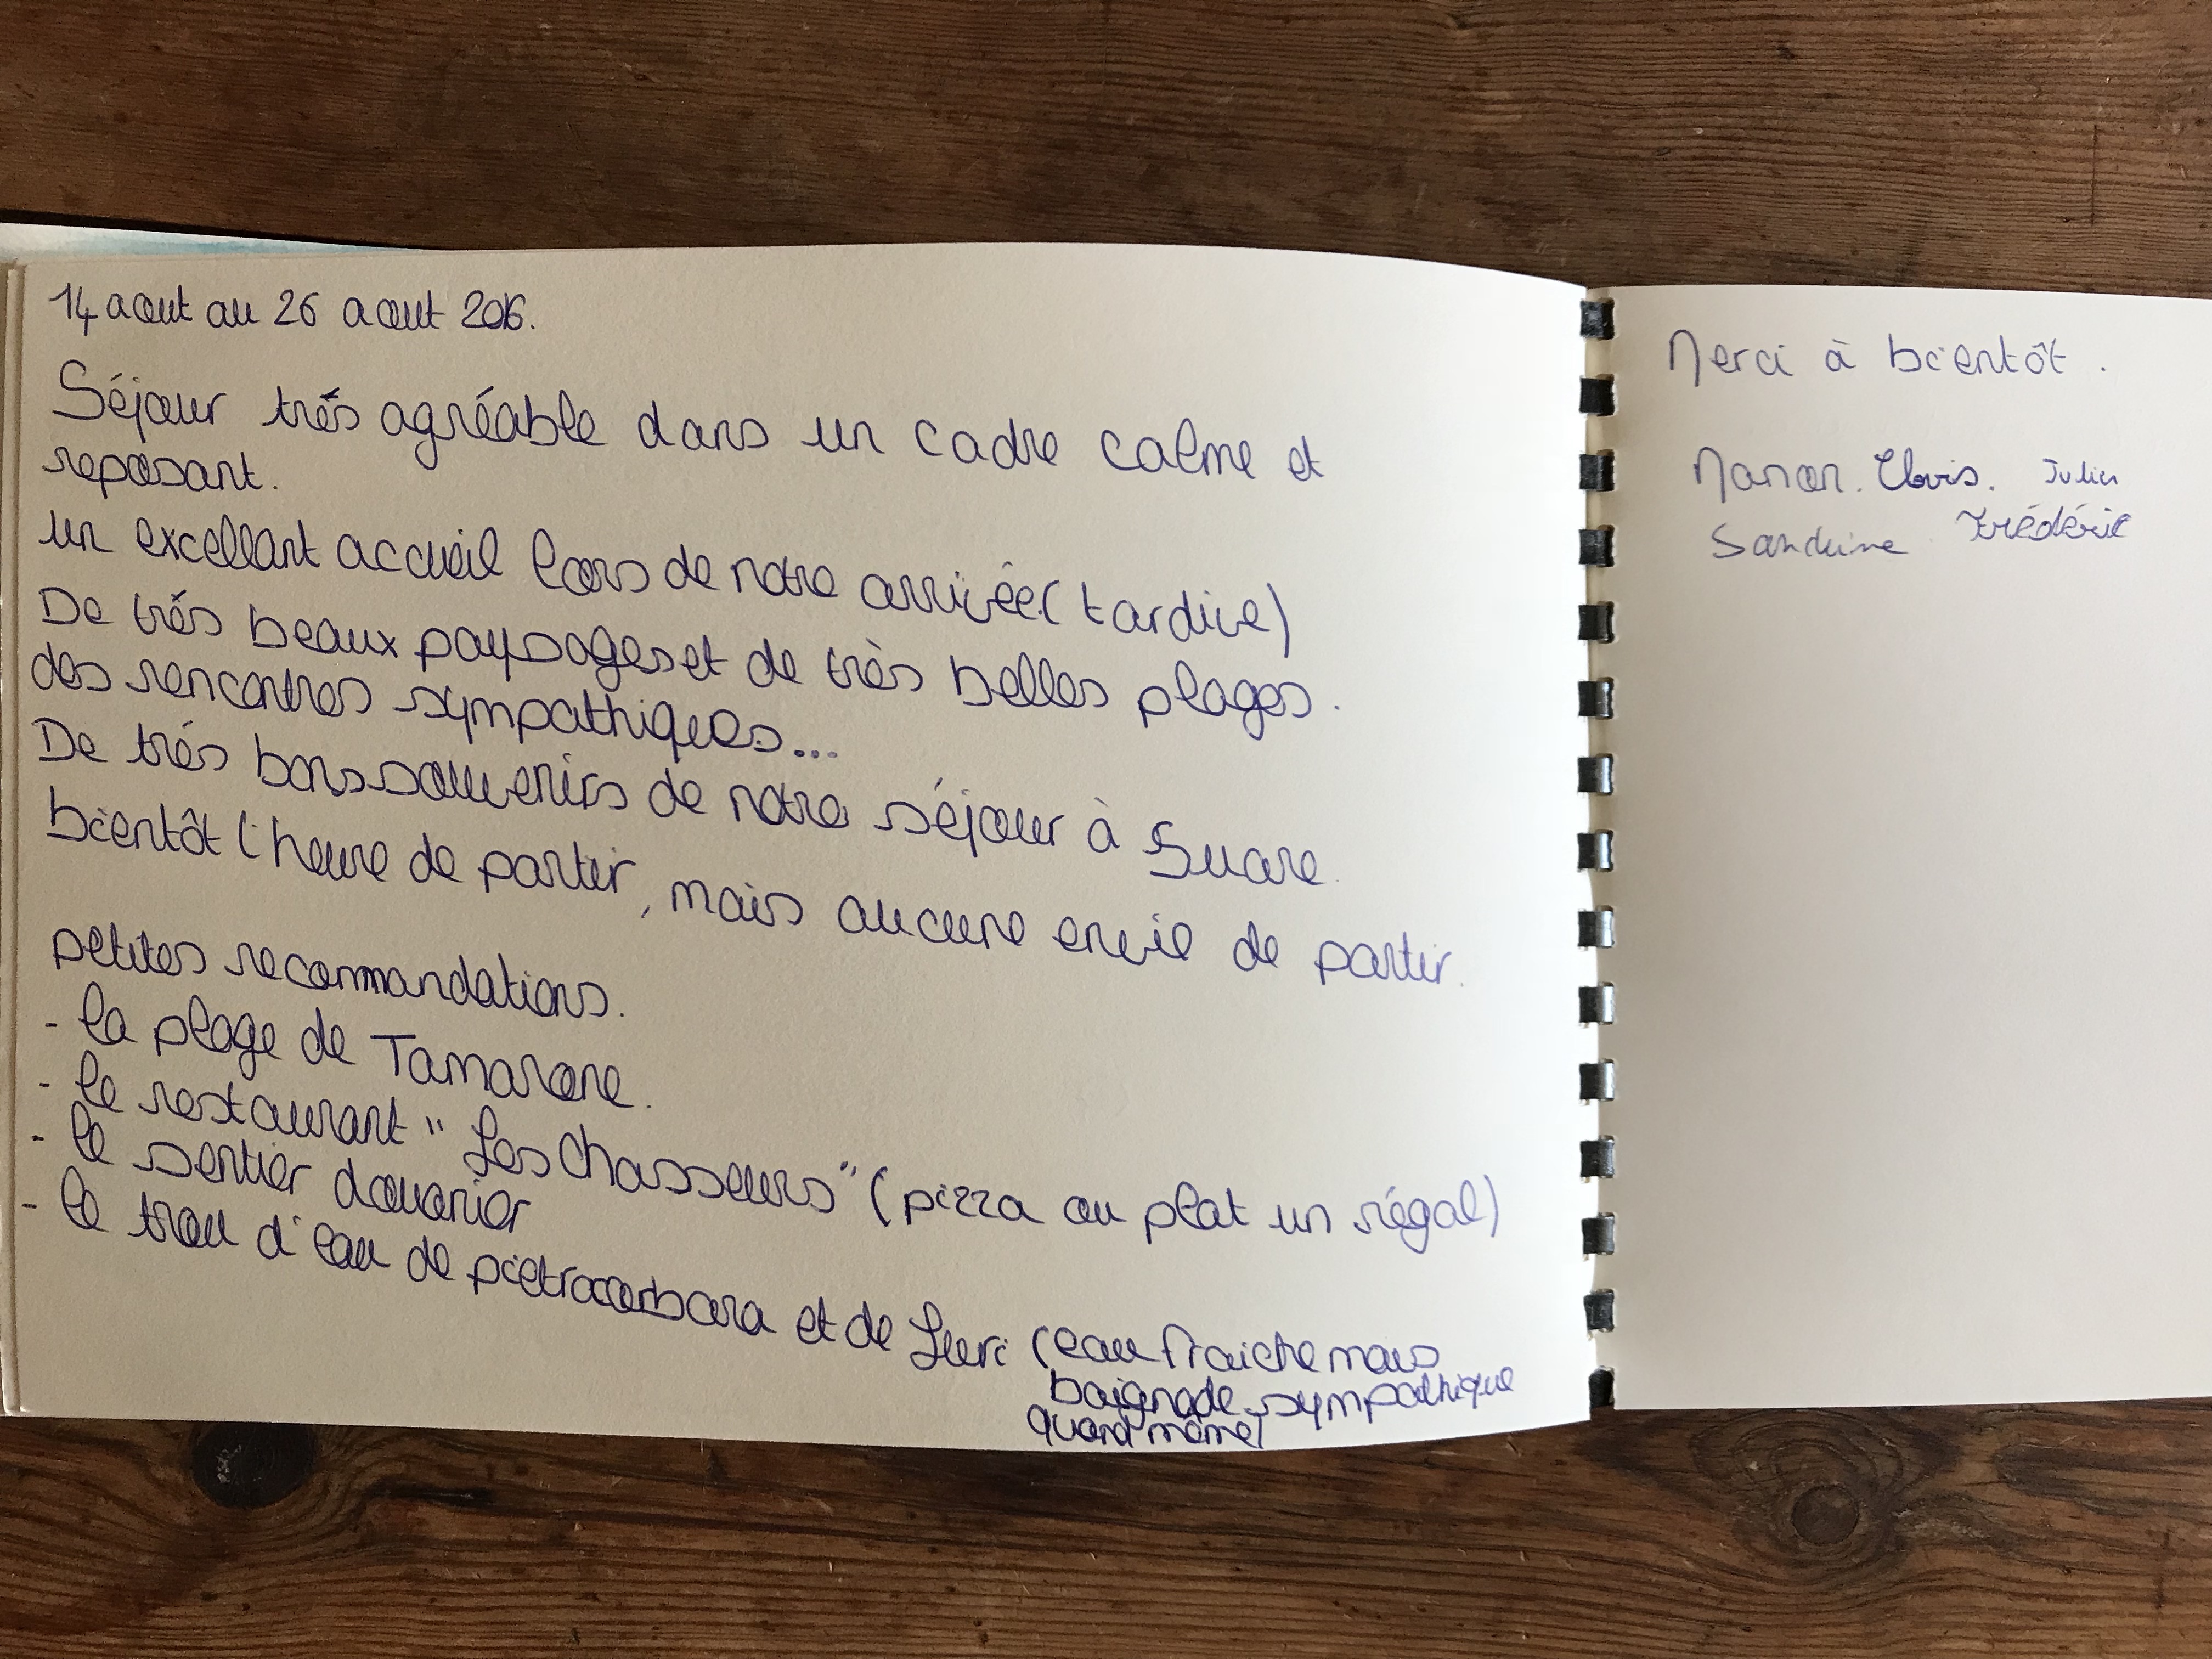 14 aout au 26 aout 2016.
Séjour trés agréable dans un cadre calme et
reposant.
un excellant accueil lors de notre arrivée (tardive)
De trés beaux paysages et de très belles plages.
des rencontres sympathiques...
De trés bons souvenirs de notre séjour à Suare.
bientôt l'heure de partir, mais aucune envie de partir.
petites recommandations.
- la plage de Tamarone.
- le restaurant "Les Chasseurs" (pizza au plat un régal)
- le sentier douanier
- le trou d'eau de pietracorbara et de Luri (eau fraiche mais
baignade sympathique
quand même)
Merci à bientôt.
Manon. Clovis. Julien
Sandrine Frédéric